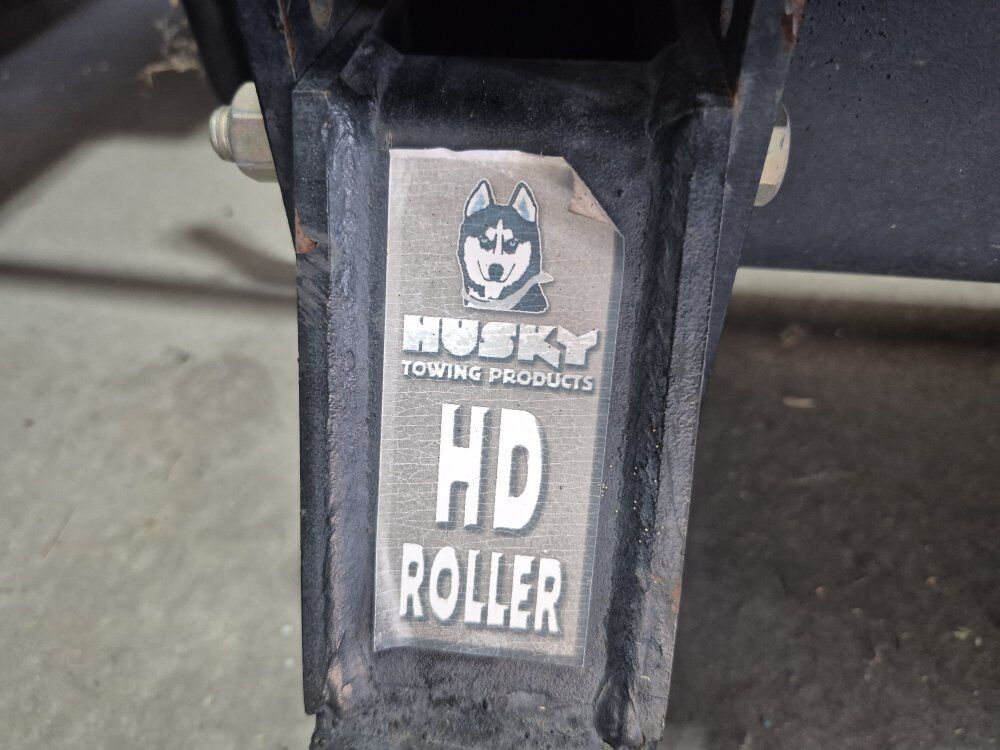 HUSKY
TOWING PRODUCTS
HD
ROLLER